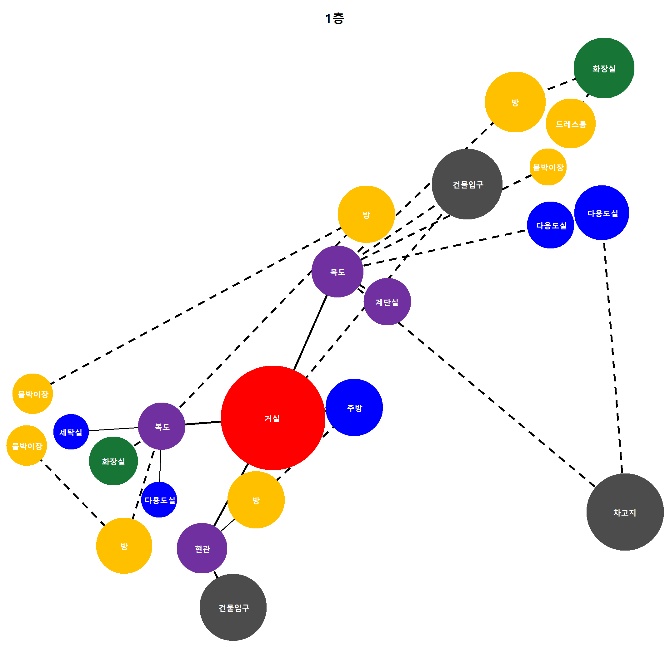 1층
화장실
방
드레스룸
붙박이장
건물입구
다용도실
다용도실
방
복도
계단실
붙박이장
주방
거실
복도
세탁실
붙박이장
화장실
다용도실
방
방
차고지
현관
건물입구